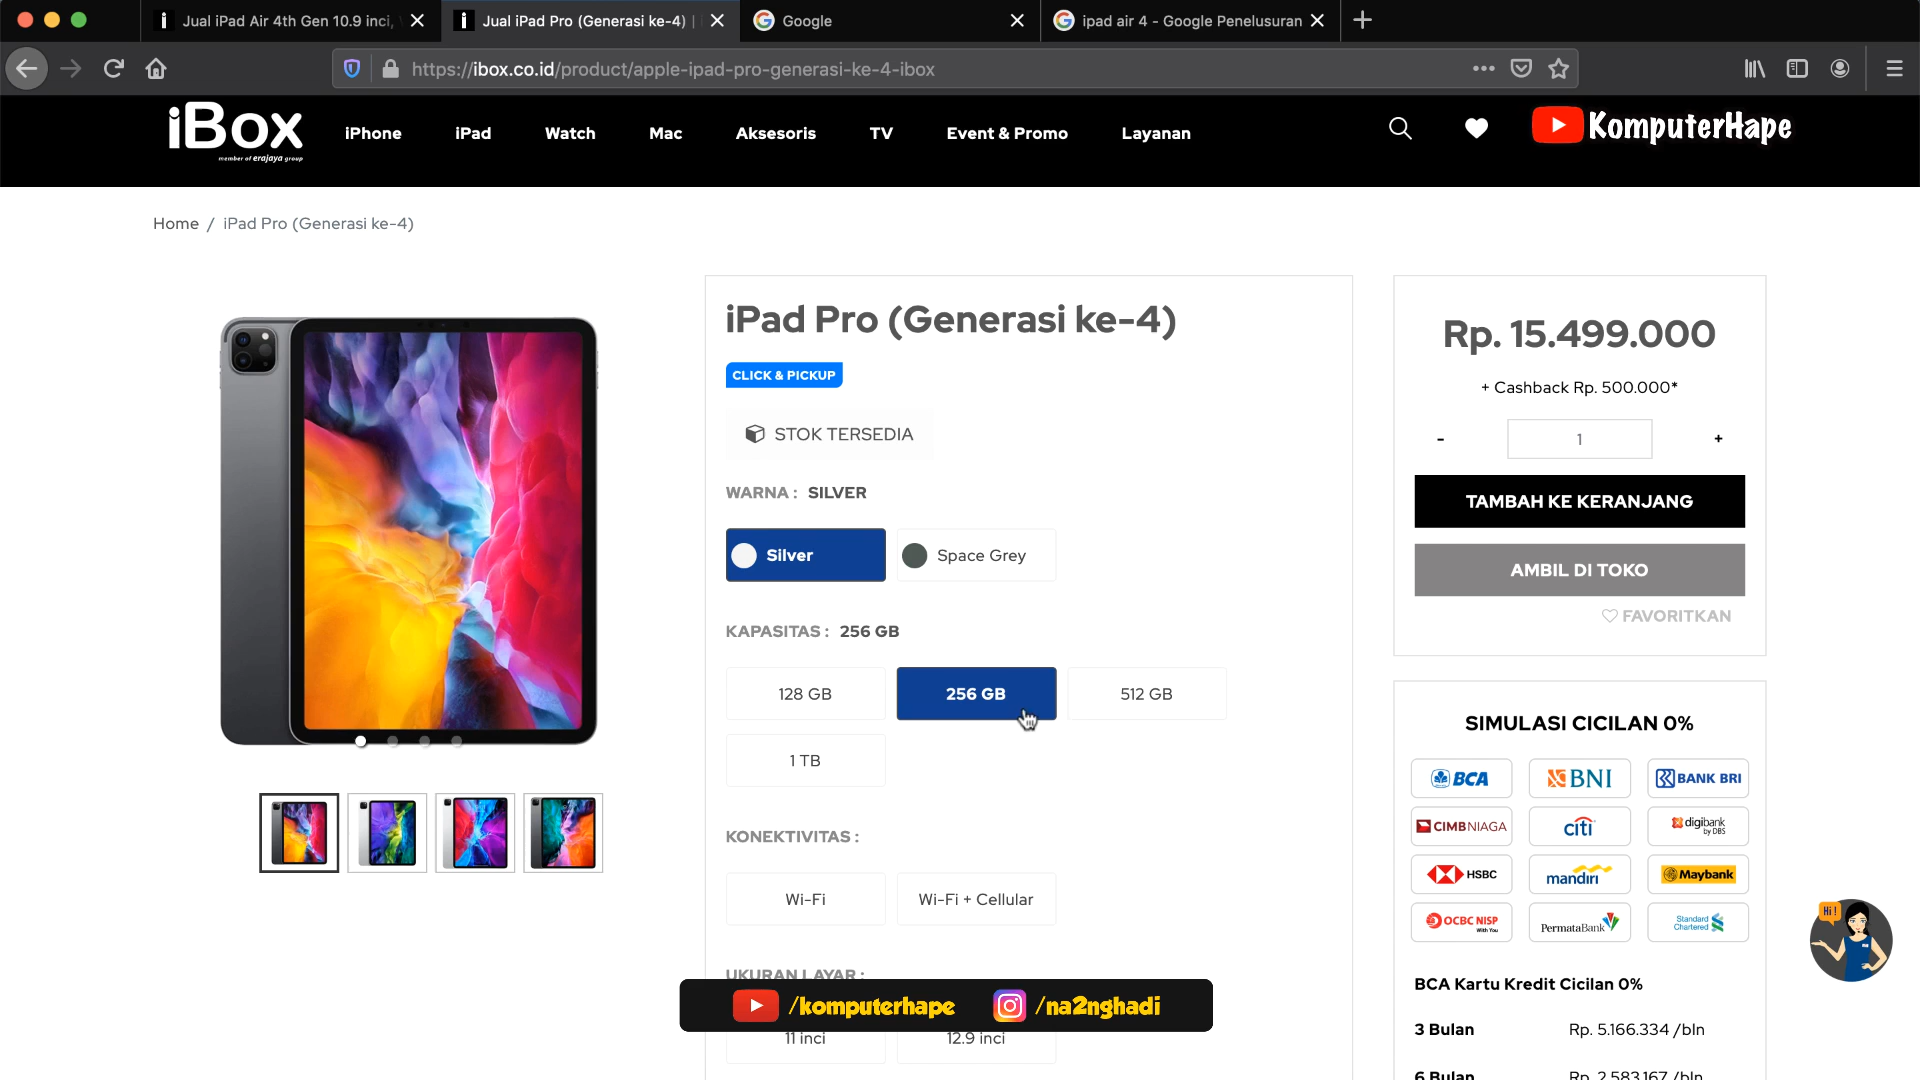 Jual iPad Air 4th Gen 10.9 inci,
Jual iPad Pro (Generasi ke-4) |
Google
ipad air 4 - Google Penelusuran
https://ibox.co.id/product/apple-ipad-pro-generasi-ke-4-ibox
iBox
member of erajaya group
iPhone
iPad
Watch
Mac
Aksesoris
TV
Event & Promo
Layanan
KomputerHape
Home / iPad Pro (Generasi ke-4)
iPad Pro (Generasi ke-4)
CLICK & PICKUP
STOK TERSEDIA
WARNA : SILVER
Silver
Space Grey
KAPASITAS : 256 GB
128 GB
256 GB
512 GB
1 TB
KONEKTIVITAS :
Wi-Fi
Wi-Fi + Cellular
UKURAN LAYAR :
11 inci
12.9 inci
/komputerhape
/na2nghadi
Rp. 15.499.000
+ Cashback Rp. 500.000*
- 1 +
TAMBAH KE KERANJANG
AMBIL DI TOKO
FAVORITKAN
SIMULASI CICILAN 0%
BCA
BNI
BANK BRI
CIMB NIAGA
citi
digibank by DBS
HSBC
mandiri
Maybank
OCBC NISP With You
PermataBank
Standard Chartered
Hi !
BCA Kartu Kredit Cicilan 0%
3 Bulan Rp. 5.166.334 /bln
6 Bulan Rp. 2.583.167 /bln